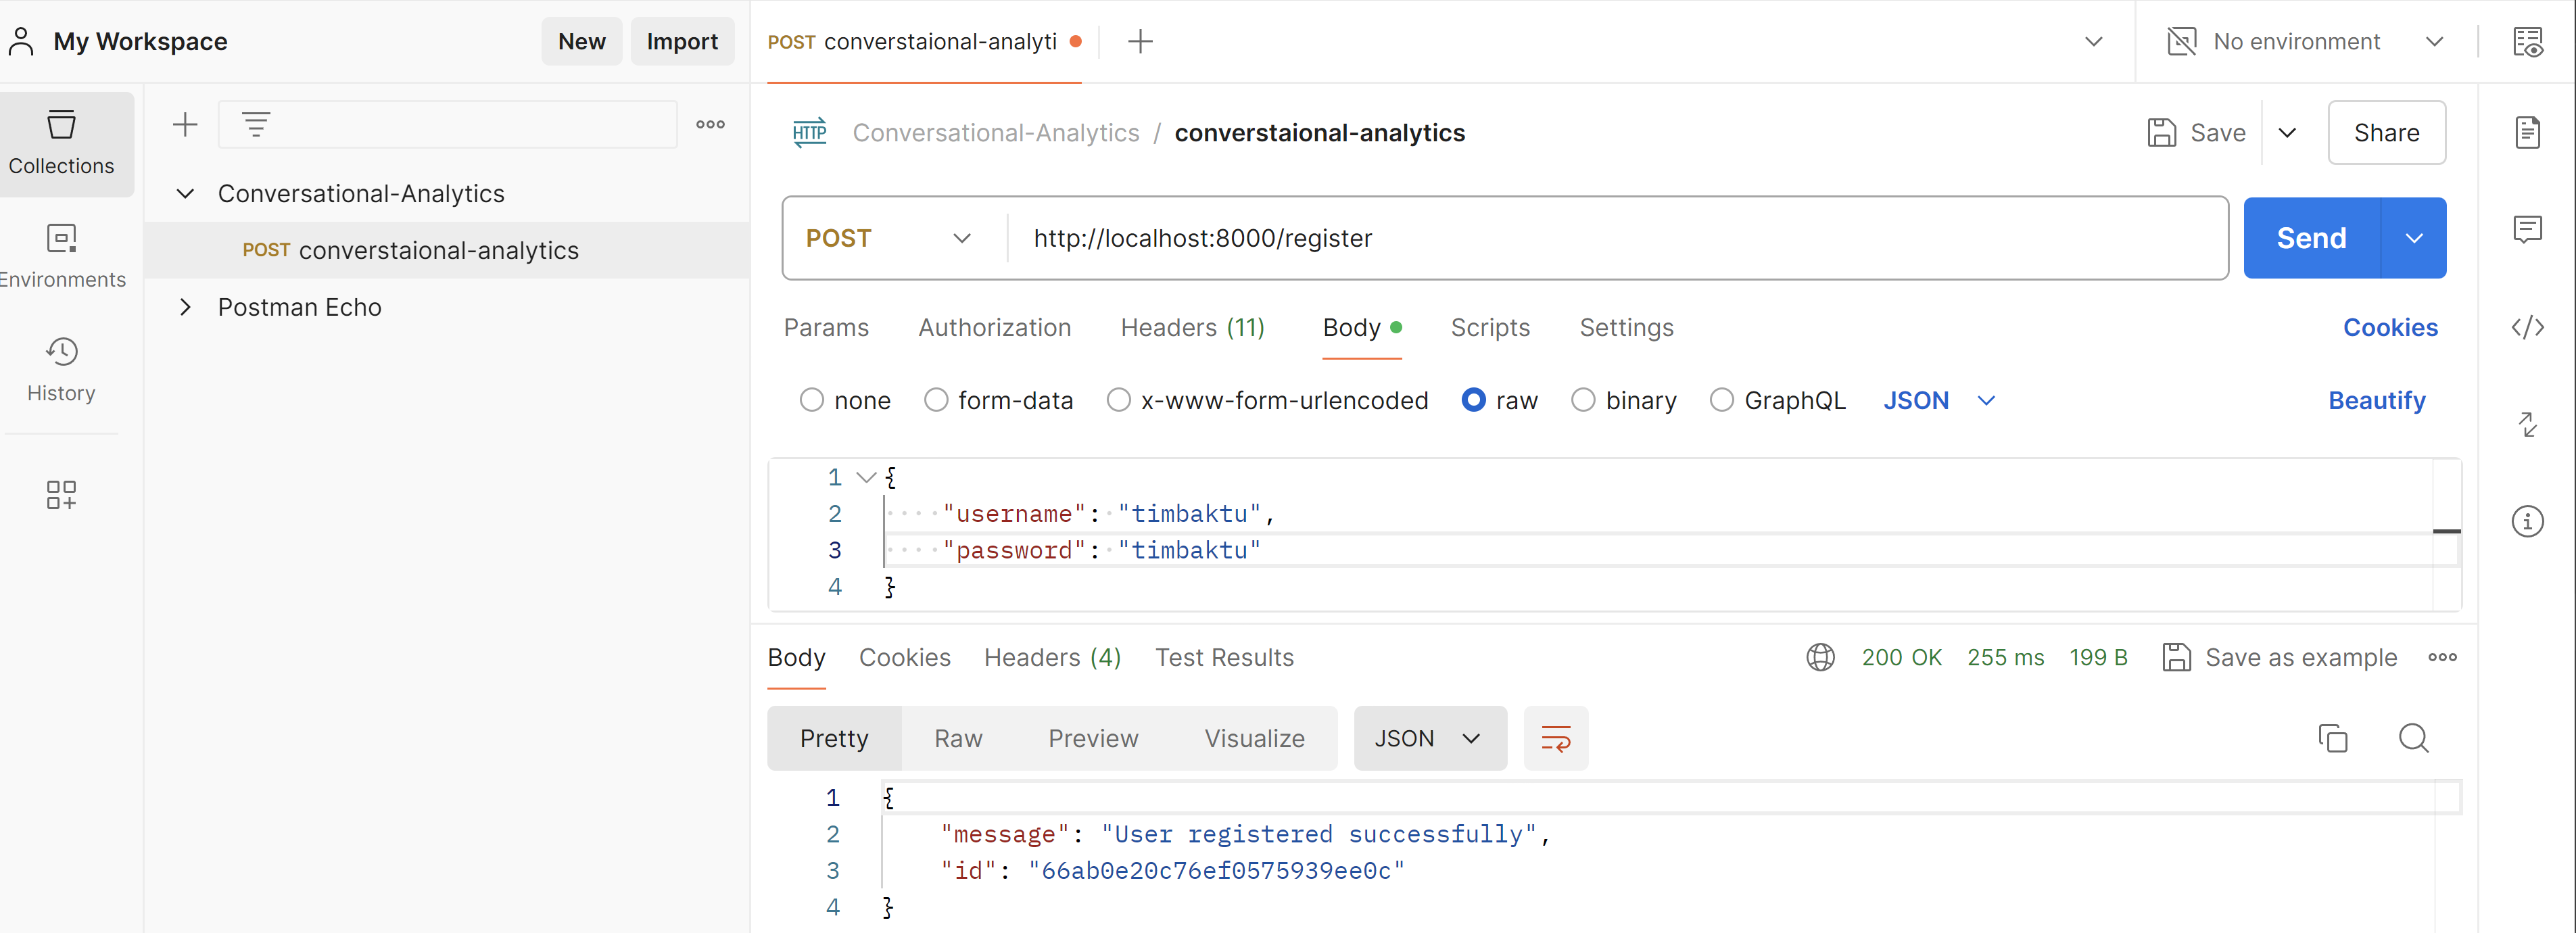 My Workspace
New
Import
POST converstaional-analyti
No environment
Collections
Environments
History
Conversational-Analytics
POST converstaional-analytics
Postman Echo
HTTP Conversational-Analytics / converstaional-analytics
Save
Share
POST
http://localhost:8000/register
Send
Params Authorization Headers (11) Body Scripts Settings
Cookies
none form-data x-www-form-urlencoded raw binary GraphQL JSON
Beautify
1 {
2 "username": "timbaktu",
3 "password": "timbaktu"
4 }
Body Cookies Headers (4) Test Results
200 OK 255 ms 199 B Save as example
Pretty Raw Preview Visualize JSON
1 {
2 "message": "User registered successfully",
3 "id": "66ab0e20c76ef0575939ee0c"
4 }